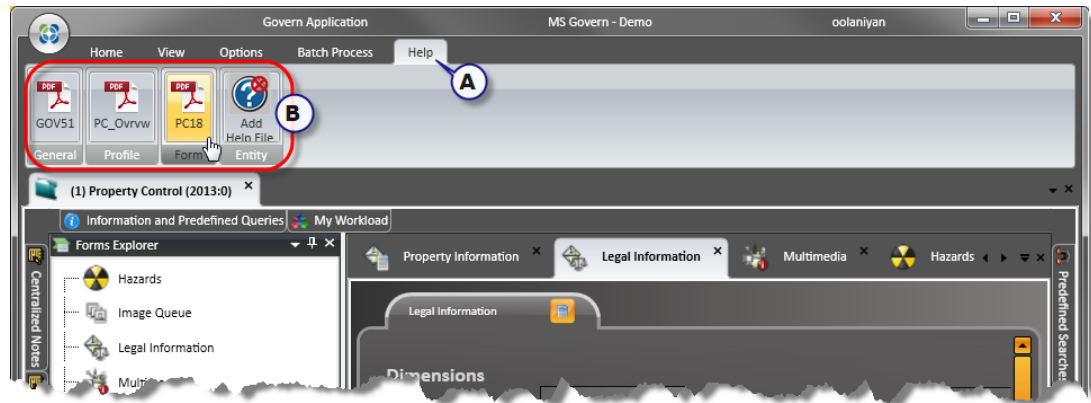 Govern Application MS Govern - Demo oolaniyan
Home View Options Batch Process Help
A
PDF PDF PDF
B
GOV51 PC_Ovrvw PC18 Add
Help File
General Profile Form Entity
(1) Property Control (2013:0)
Information and Predefined Queries My Workload
Forms Explorer
Property Information Legal Information Multimedia Hazards
Hazards
Image Queue
Legal Information
Legal Information
Dimensions
Centralized Notes
Predefined Searches